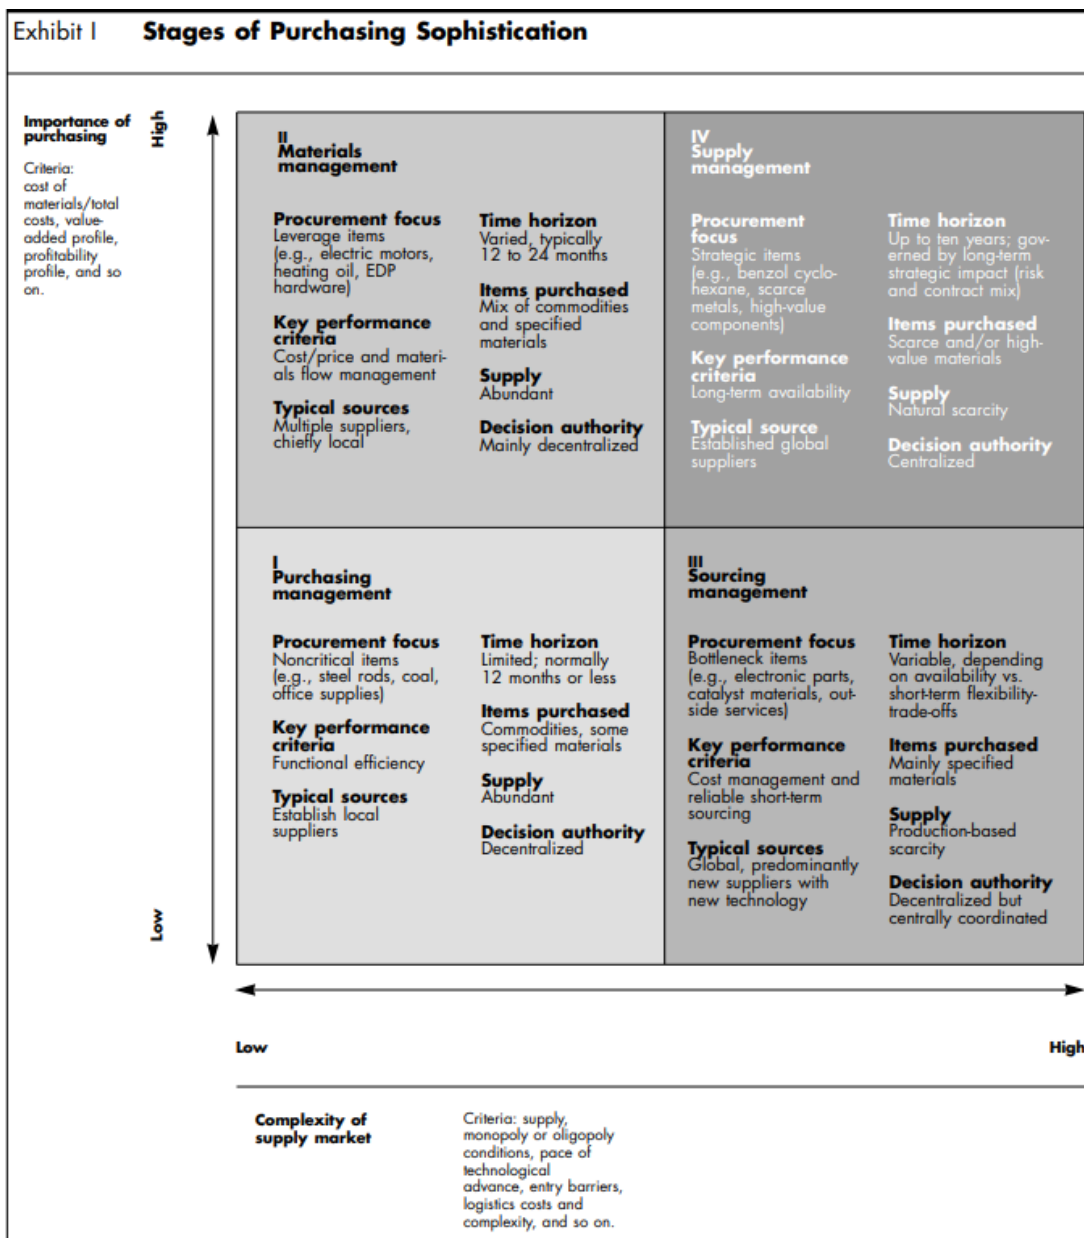 Exhibit I Stages of Purchasing Sophistication
Importance of
purchasing
Criteria:
cost of
materials/total
costs, value-
added profile,
profitability
profile, and so
on.
High
Low
II
Materials
management
Procurement focus
Leverage items
(e.g., electric motors,
heating oil, EDP
hardware)
Key performance
criteria
Cost/price and materi-
als flow management
Typical sources
Multiple suppliers,
chiefly local
Time horizon
Varied, typically
12 to 24 months
Items purchased
Mix of commodities
and specified
materials
Supply
Abundant
Decision authority
Mainly decentralized
IV
Supply
management
Procurement
focus
Strategic items
(e.g., benzol cyclo-
hexane, scarce
metals, high-value
components)
Key performance
criteria
Long-term availability
Typical source
Established global
suppliers
Time horizon
Up to ten years; gov-
erned by long-term
strategic impact (risk
and contract mix)
Items purchased
Scarce and/or high-
value materials
Supply
Natural scarcity
Decision authority
Centralized
I
Purchasing
management
Procurement focus
Noncritical items
(e.g., steel rods, coal,
office supplies)
Key performance
criteria
Functional efficiency
Typical sources
Establish local
suppliers
Time horizon
Limited; normally
12 months or less
Items purchased
Commodities, some
specified materials
Supply
Abundant
Decision authority
Decentralized
III
Sourcing
management
Procurement focus
Bottleneck items
(e.g., electronic parts,
catalyst materials, out-
side services)
Key performance
criteria
Cost management and
reliable short-term
sourcing
Typical sources
Global, predominantly
new suppliers with
new technology
Time horizon
Variable, depending
on availability vs.
short-term flexibility-
trade-offs
Items purchased
Mainly specified
materials
Supply
Production-based
scarcity
Decision authority
Decentralized but
centrally coordinated
Low
High
Complexity of
supply market
Criteria: supply,
monopoly or oligopoly
conditions, pace of
technological
advance, entry barriers,
logistics costs and
complexity, and so on.